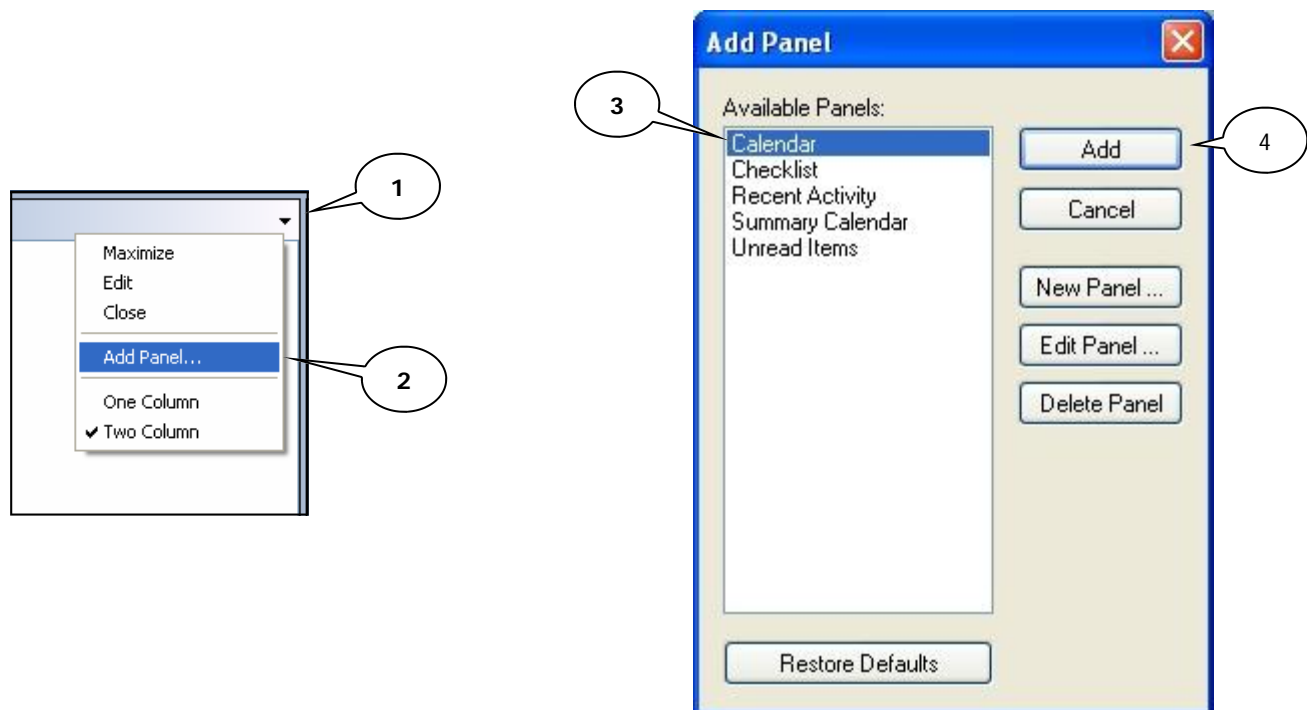 1
Maximize
Edit
Close
Add Panel...
2
One Column
Two Column
Add Panel
3
Available Panels:
Calendar
Checklist
Recent Activity
Summary Calendar
Unread Items
Add
4
Cancel
New Panel ...
Edit Panel ...
Delete Panel
Restore Defaults